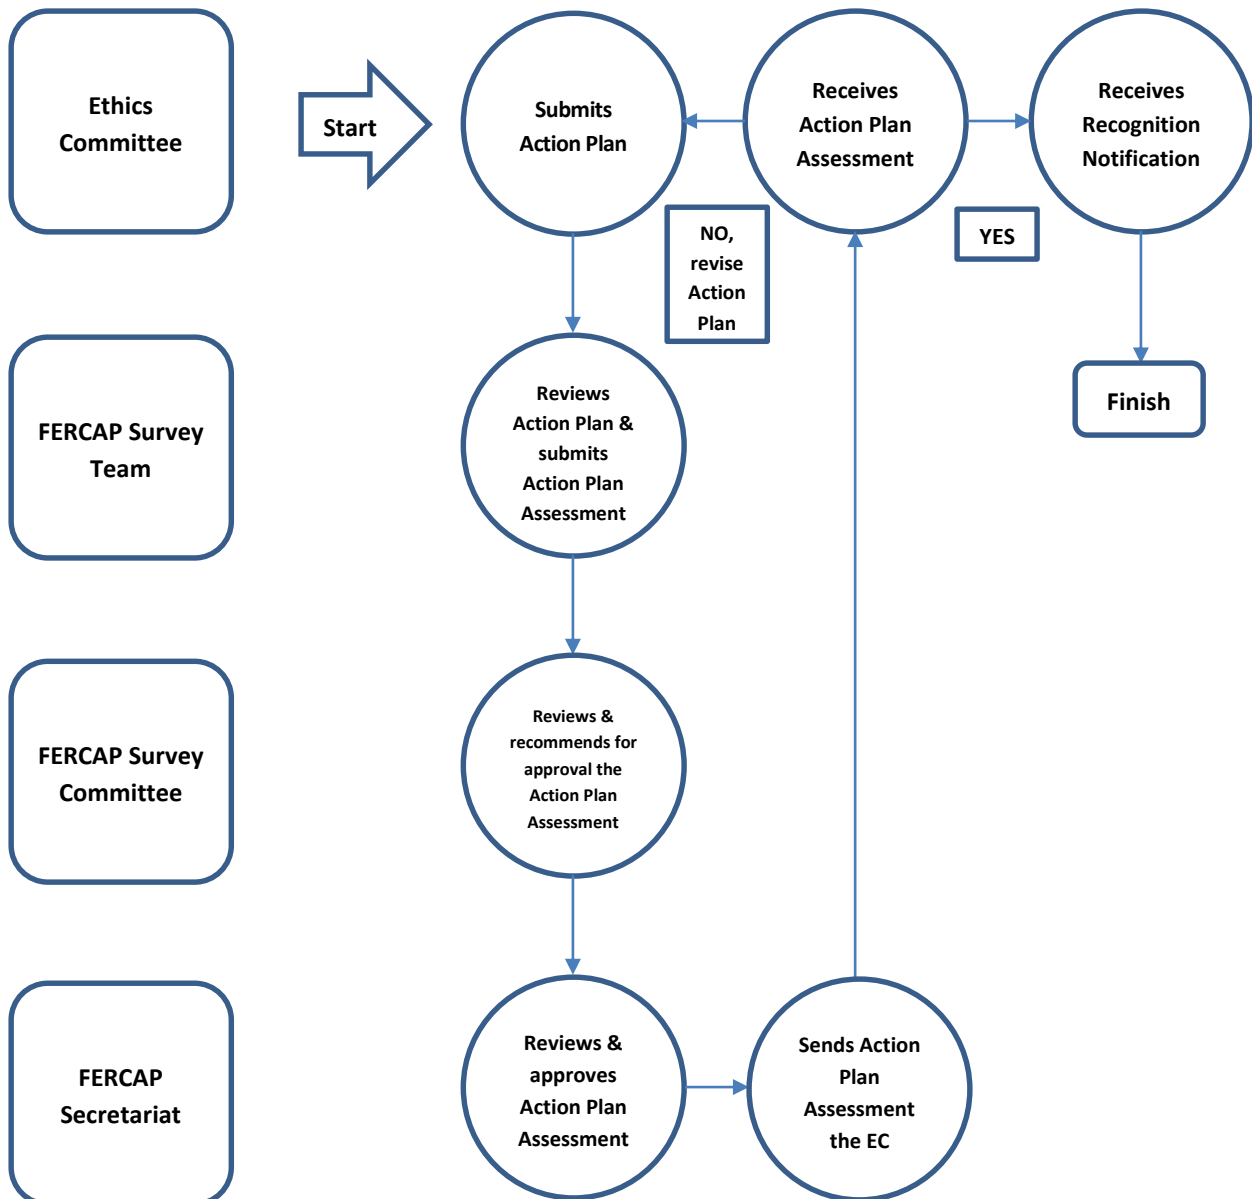 Ethics
Committee
Start
Submits
Action Plan
Receives
Action Plan
Assessment
Receives
Recognition
Notification
NO,
revise
Action
Plan
YES
FERCAP Survey
Team
Reviews
Action Plan &
submits
Action Plan
Assessment
Finish
FERCAP Survey
Committee
Reviews &
recommends for
approval the
Action Plan
Assessment
FERCAP
Secretariat
Reviews &
approves
Action Plan
Assessment
Sends Action
Plan
Assessment
the EC